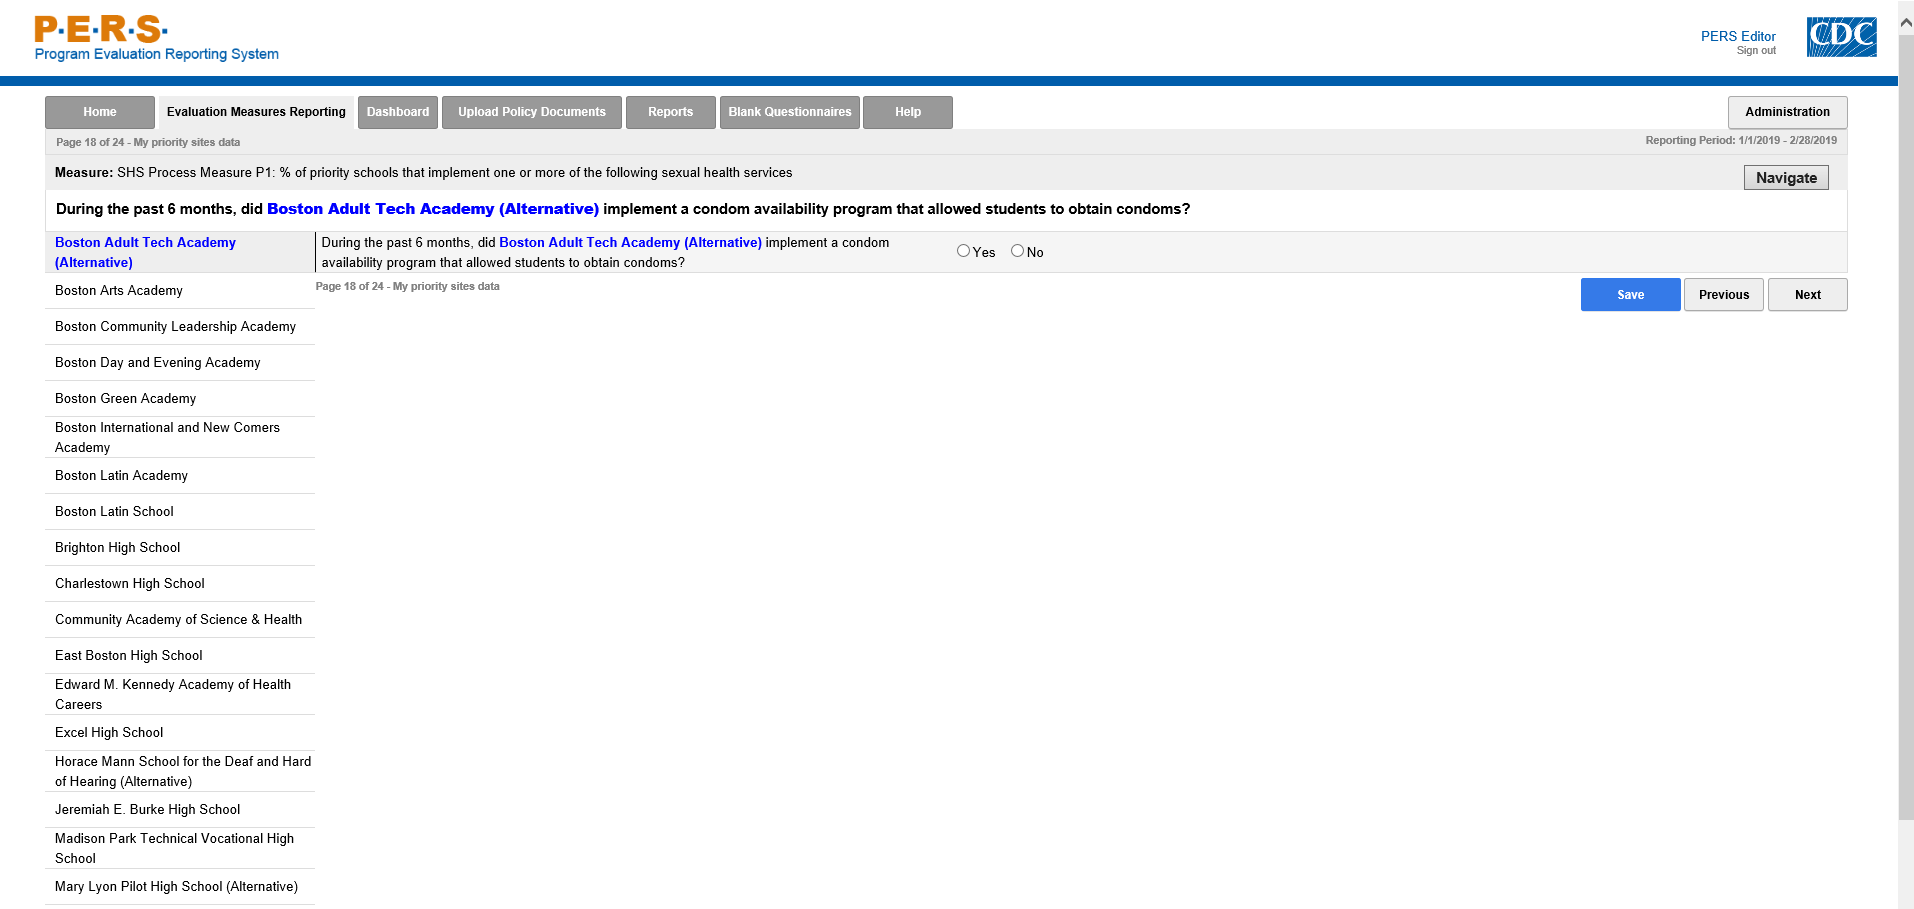 P·E·R·S·
Program Evaluation Reporting System
PERS Editor
Sign out
CDC
Home
Evaluation Measures Reporting
Dashboard
Upload Policy Documents
Reports
Blank Questionnaires
Help
Administration
Page 18 of 24 - My priority sites data
Reporting Period: 1/1/2019 - 2/28/2019
Measure: SHS Process Measure P1: % of priority schools that implement one or more of the following sexual health services
Navigate
During the past 6 months, did Boston Adult Tech Academy (Alternative) implement a condom availability program that allowed students to obtain condoms?
Boston Adult Tech Academy
(Alternative)
During the past 6 months, did Boston Adult Tech Academy (Alternative) implement a condom
availability program that allowed students to obtain condoms?
Yes
No
Page 18 of 24 - My priority sites data
Save
Previous
Next
Boston Arts Academy
Boston Community Leadership Academy
Boston Day and Evening Academy
Boston Green Academy
Boston International and New Comers
Academy
Boston Latin Academy
Boston Latin School
Brighton High School
Charlestown High School
Community Academy of Science & Health
East Boston High School
Edward M. Kennedy Academy of Health
Careers
Excel High School
Horace Mann School for the Deaf and Hard
of Hearing (Alternative)
Jeremiah E. Burke High School
Madison Park Technical Vocational High
School
Mary Lyon Pilot High School (Alternative)